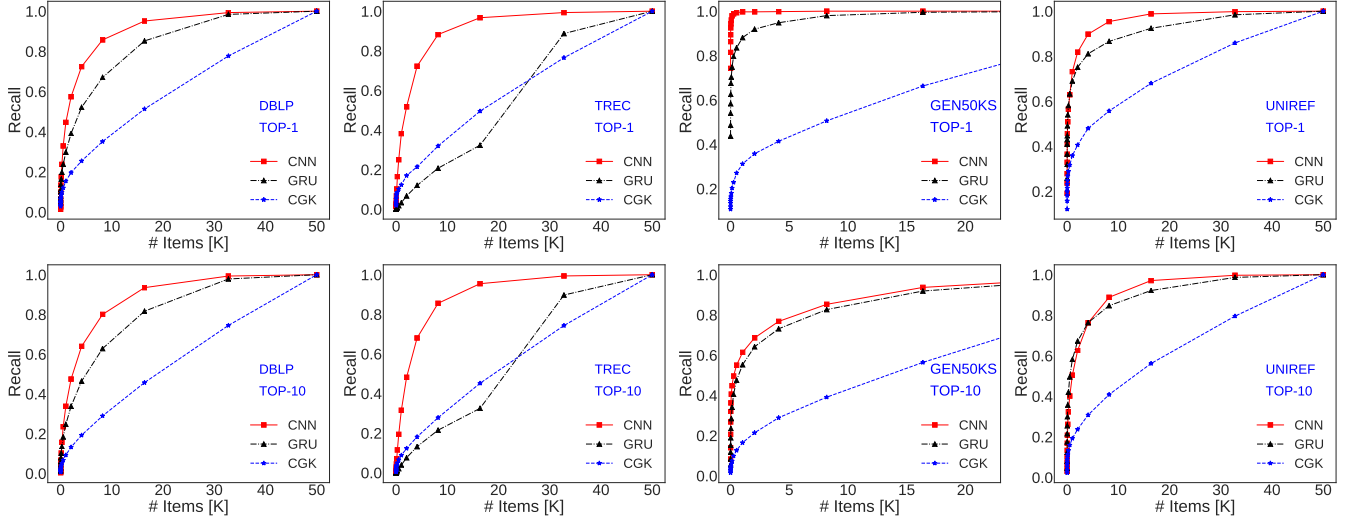 1.0
0.8
0.6
0.4
0.2
0.0
Recall
0 10 20 30 40 50
# Items [K]
DBLP
TOP-1
CNN
GRU
CGK
1.0
0.8
0.6
0.4
0.2
0.0
Recall
0 10 20 30 40 50
# Items [K]
TREC
TOP-1
CNN
GRU
CGK
1.0
0.8
0.6
0.4
0.2
Recall
0 5 10 15 20
# Items [K]
GEN50KS
TOP-1
CNN
GRU
CGK
1.0
0.8
0.6
0.4
0.2
Recall
0 10 20 30 40 50
# Items [K]
UNIREF
TOP-1
CNN
GRU
CGK
1.0
0.8
0.6
0.4
0.2
0.0
Recall
0 10 20 30 40 50
# Items [K]
DBLP
TOP-10
CNN
GRU
CGK
1.0
0.8
0.6
0.4
0.2
0.0
Recall
0 10 20 30 40 50
# Items [K]
TREC
TOP-10
CNN
GRU
CGK
1.0
0.8
0.6
0.4
0.2
0.0
Recall
0 5 10 15 20
# Items [K]
GEN50KS
TOP-10
CNN
GRU
CGK
1.0
0.8
0.6
0.4
0.2
0.0
Recall
0 10 20 30 40 50
# Items [K]
UNIREF
TOP-10
CNN
GRU
CGK